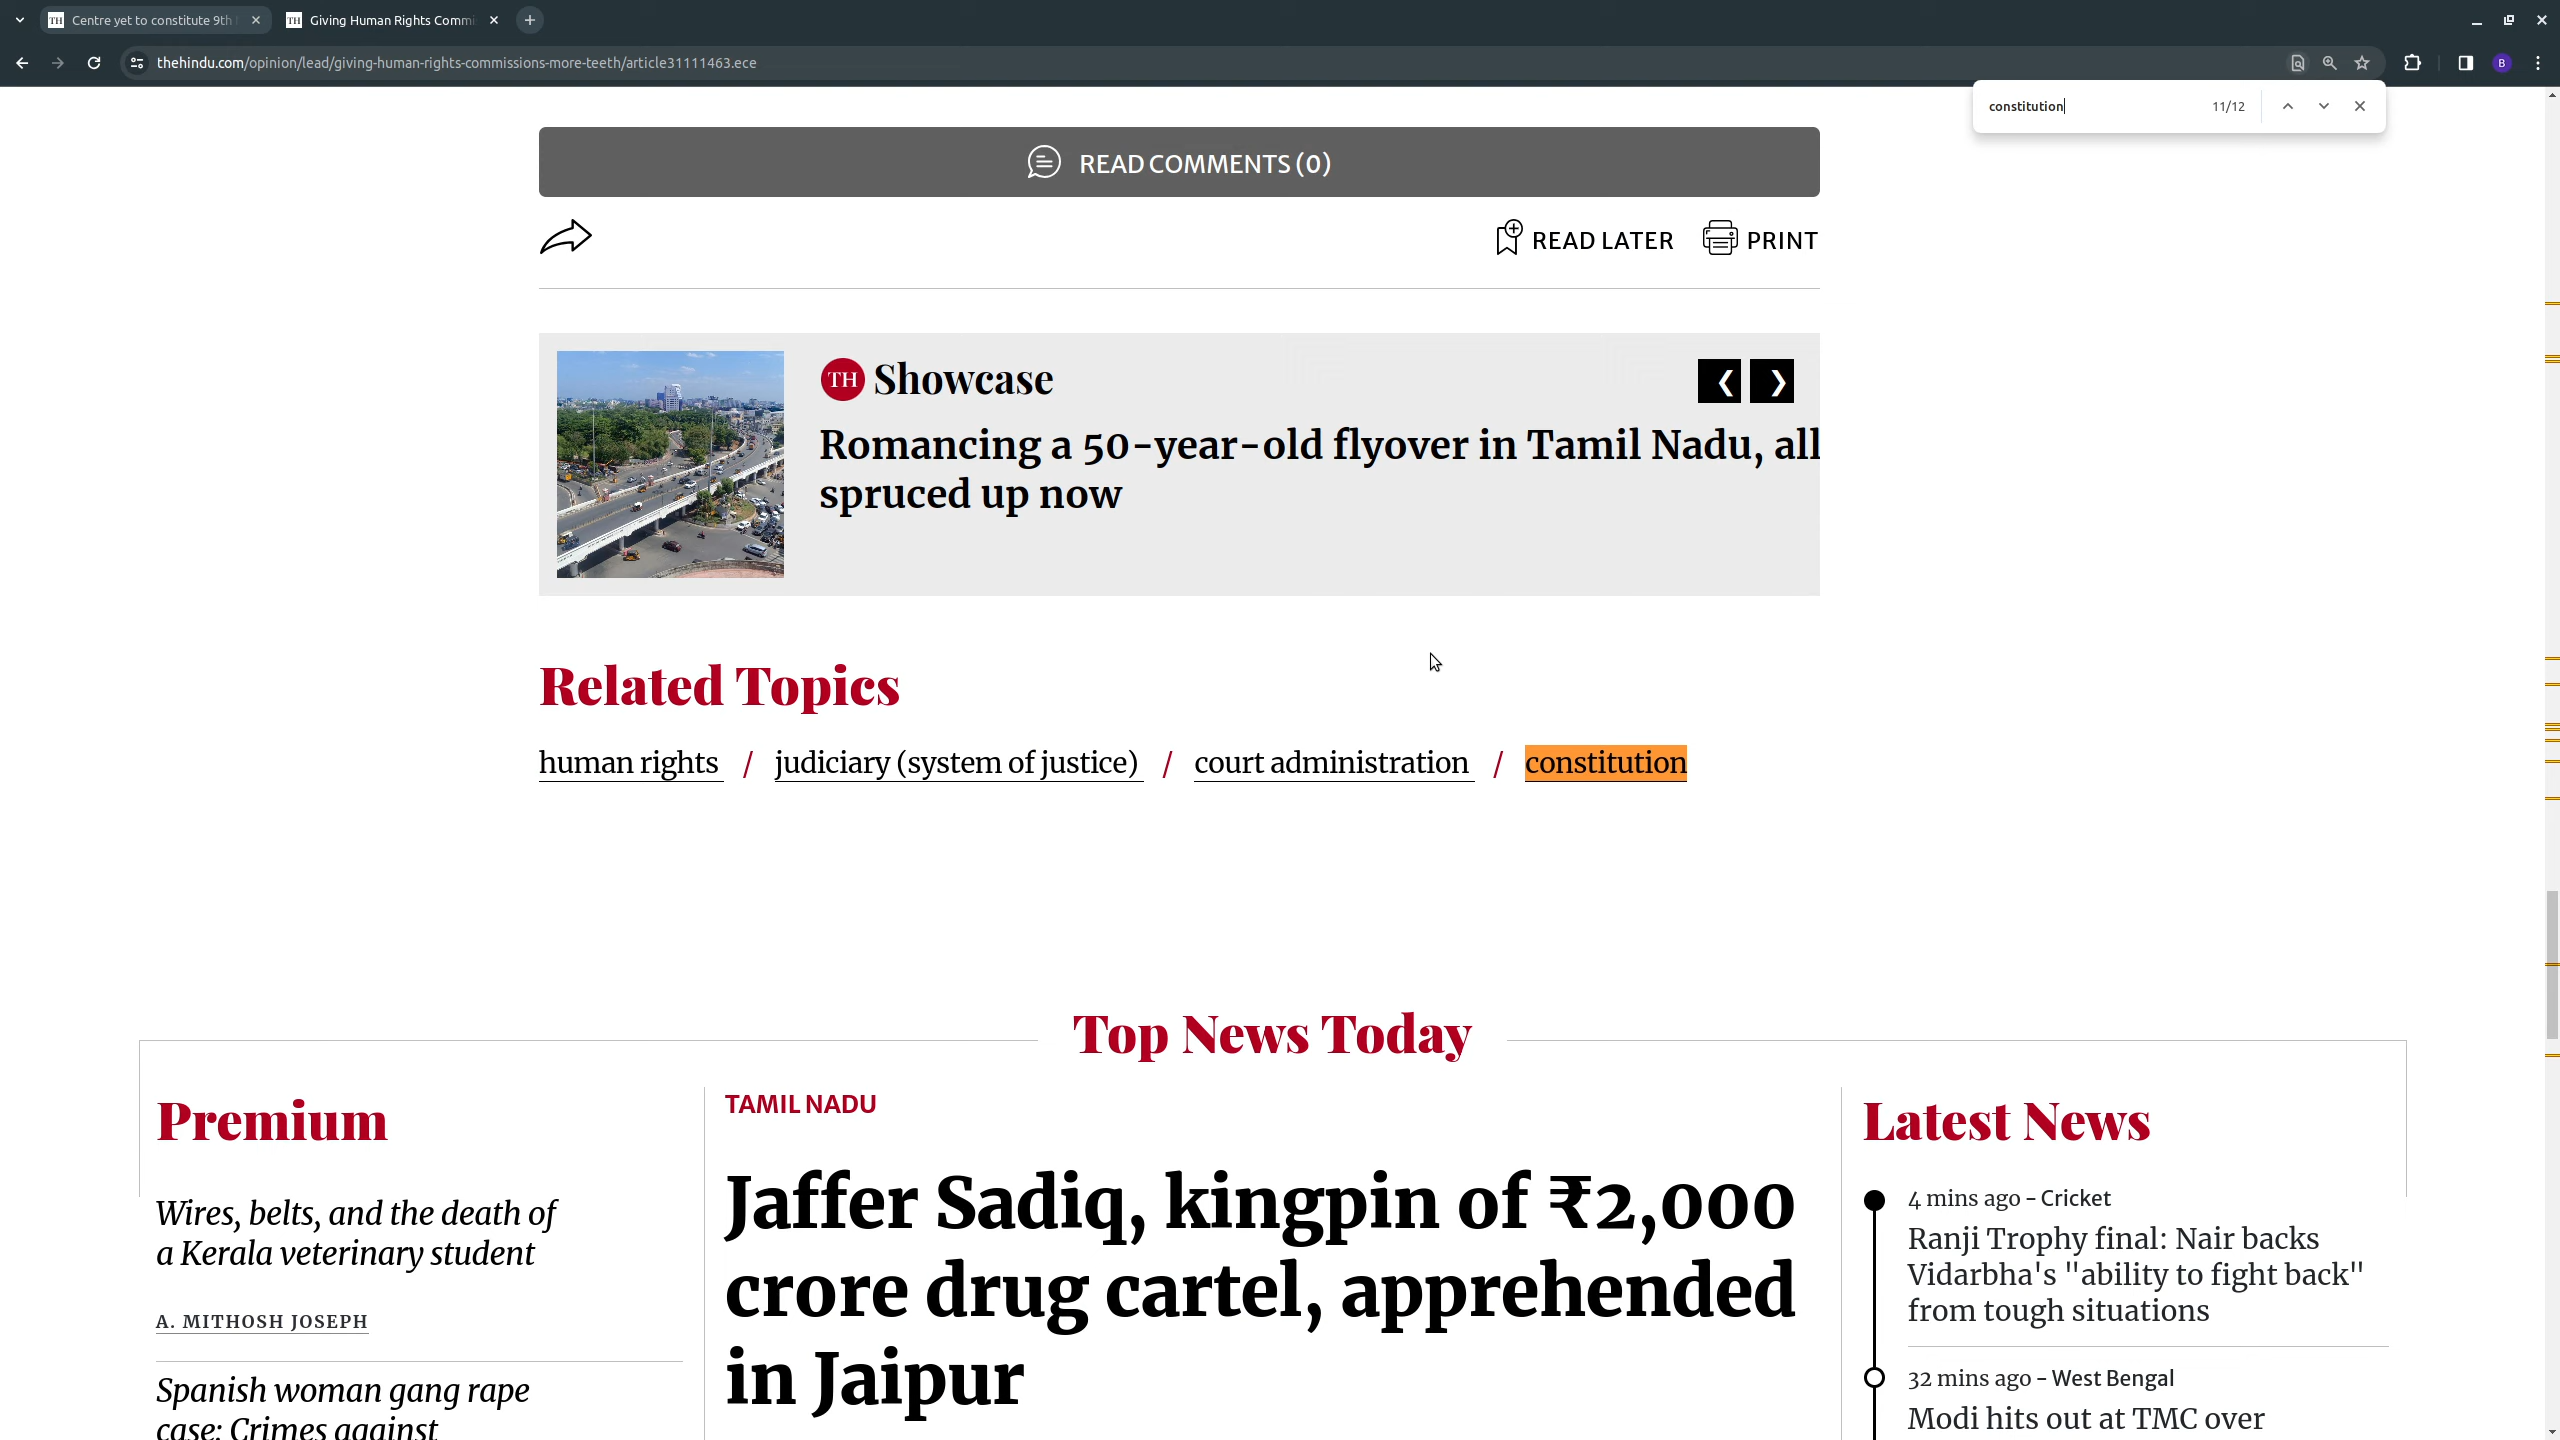 Centre yet to constitute 9th
Giving Human Rights Commi
thehindu.com/opinion/lead/giving-human-rights-commissions-more-teeth/article31111463.ece
B
constitution
11/12
READ COMMENTS (0)
READ LATER
PRINT
TH Showcase
Romancing a 50-year-old flyover in Tamil Nadu, all
spruced up now
Related Topics
human rights / judiciary (system of justice) / court administration / constitution
Top News Today
Premium
Wires, belts, and the death of
a Kerala veterinary student
A. MITHOSH JOSEPH
Spanish woman gang rape
case: Crimes against
TAMIL NADU
Jaffer Sadiq, kingpin of ₹2,000
crore drug cartel, apprehended
in Jaipur
Latest News
4 mins ago - Cricket
Ranji Trophy final: Nair backs
Vidarbha's "ability to fight back"
from tough situations
32 mins ago - West Bengal
Modi hits out at TMC over